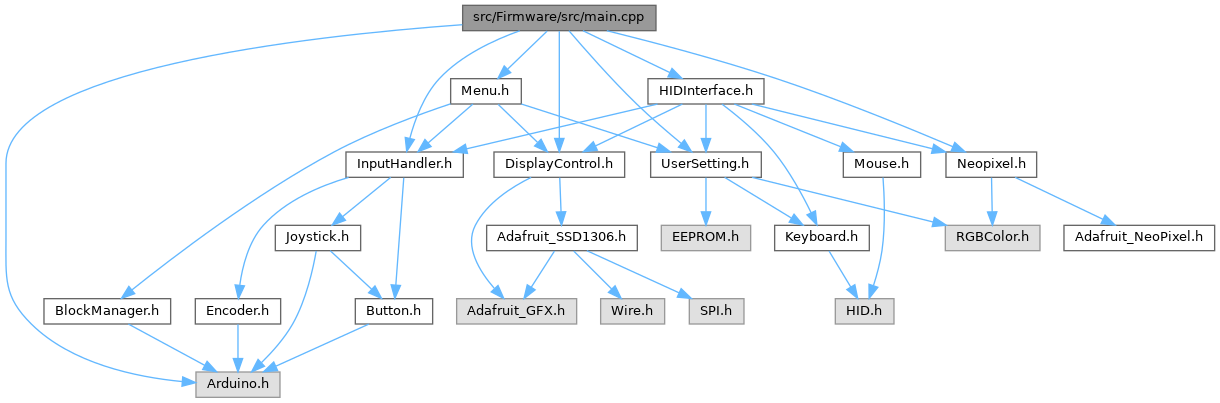 src/Firmware/src/main.cpp
Menu.h
HIDInterface.h
InputHandler.h
DisplayControl.h
UserSetting.h
Mouse.h
Neopixel.h
Joystick.h
Adafruit_SSD1306.h
EEPROM.h
Keyboard.h
RGBColor.h
Adafruit_NeoPixel.h
BlockManager.h
Encoder.h
Button.h
Adafruit_GFX.h
Wire.h
SPI.h
HID.h
Arduino.h